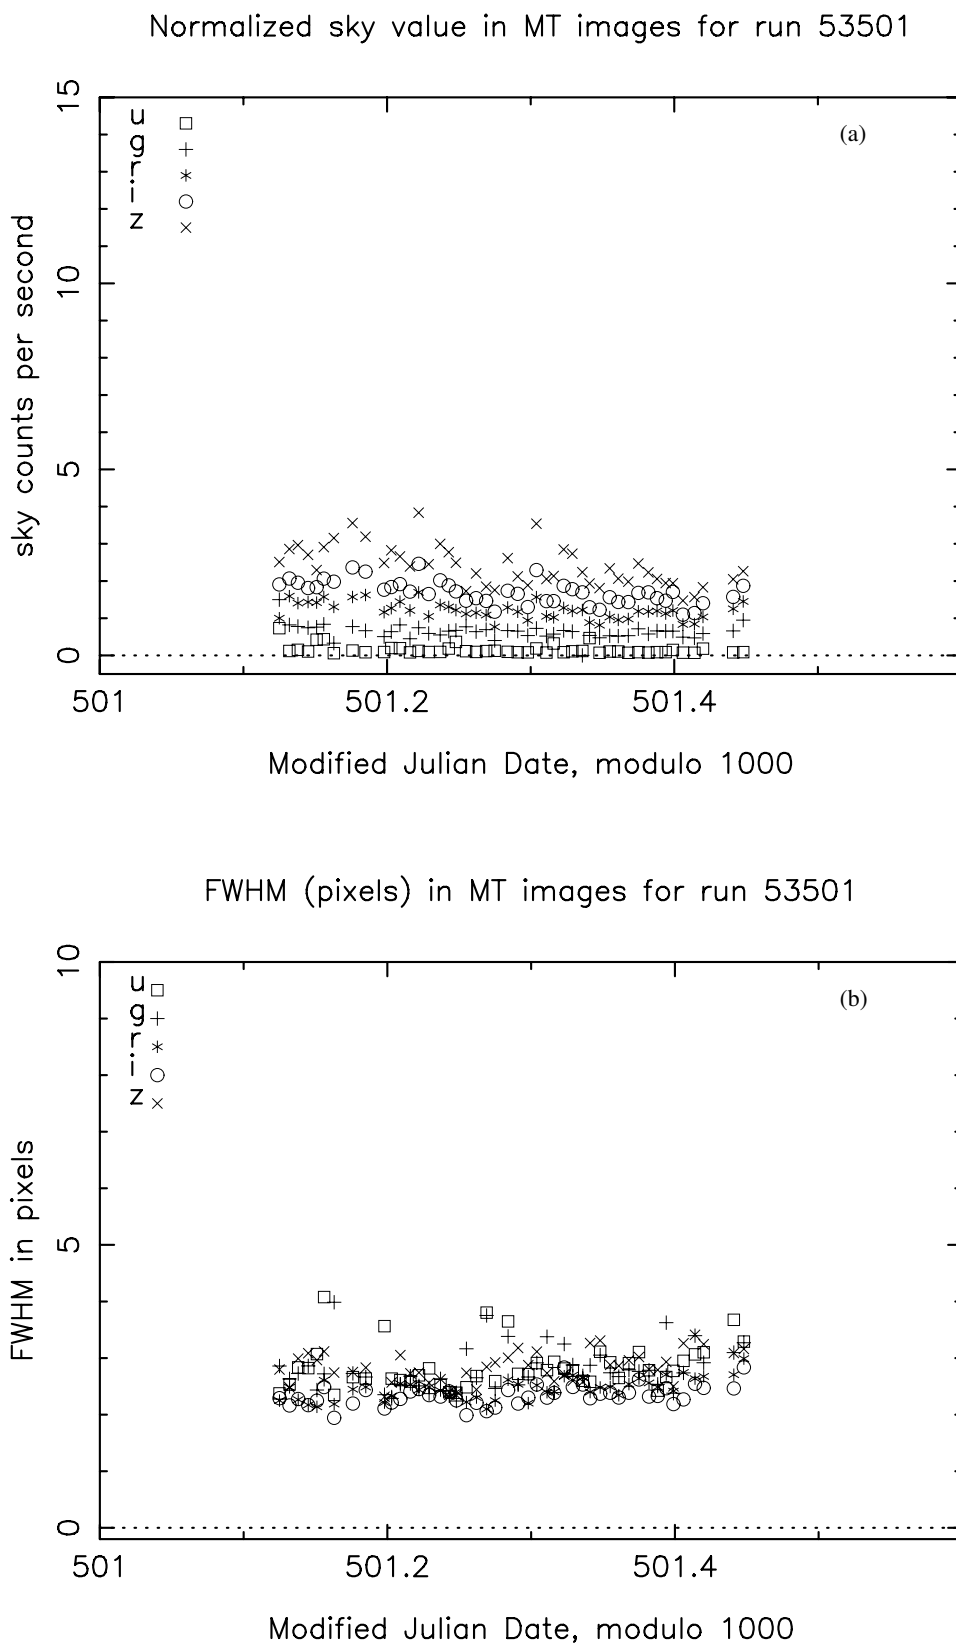 Normalized sky value in MT images for run 53501
15
u
(a)
g
r
i
z
10
sky counts per second
5
0
501
501.2
501.4
Modified Julian Date, modulo 1000
FWHM (pixels) in MT images for run 53501
10
u
(b)
g
r
i
z
FWHM in pixels
5
0
501
501.2
501.4
Modified Julian Date, modulo 1000